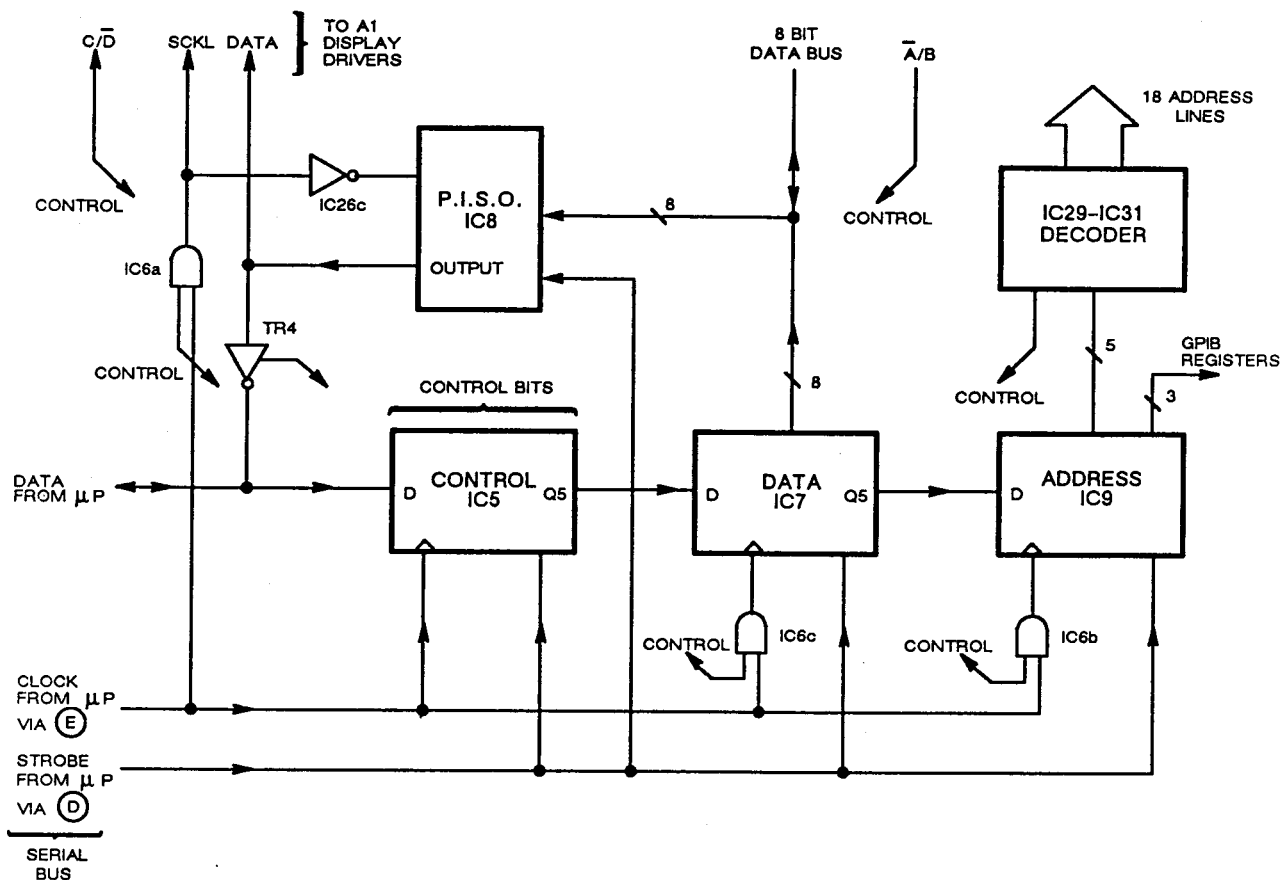 C/D̅
SCKL DATA
TO A1
DISPLAY
DRIVERS
8 BIT
DATA BUS
A̅/B
18 ADDRESS
LINES
CONTROL
IC26c
P.I.S.O.
IC8
OUTPUT
8
CONTROL
IC29-IC31
DECODER
IC6a
CONTROL
TR4
8
CONTROL
5
3
GPIB
REGISTERS
CONTROL BITS
DATA
FROM μP
D
CONTROL
IC5
Q5
D
DATA
IC7
Q5
D
ADDRESS
IC9
CONTROL
IC6c
CONTROL
IC6b
CLOCK
FROM μP
VIA E
STROBE
FROM μP
VIA D
SERIAL
BUS